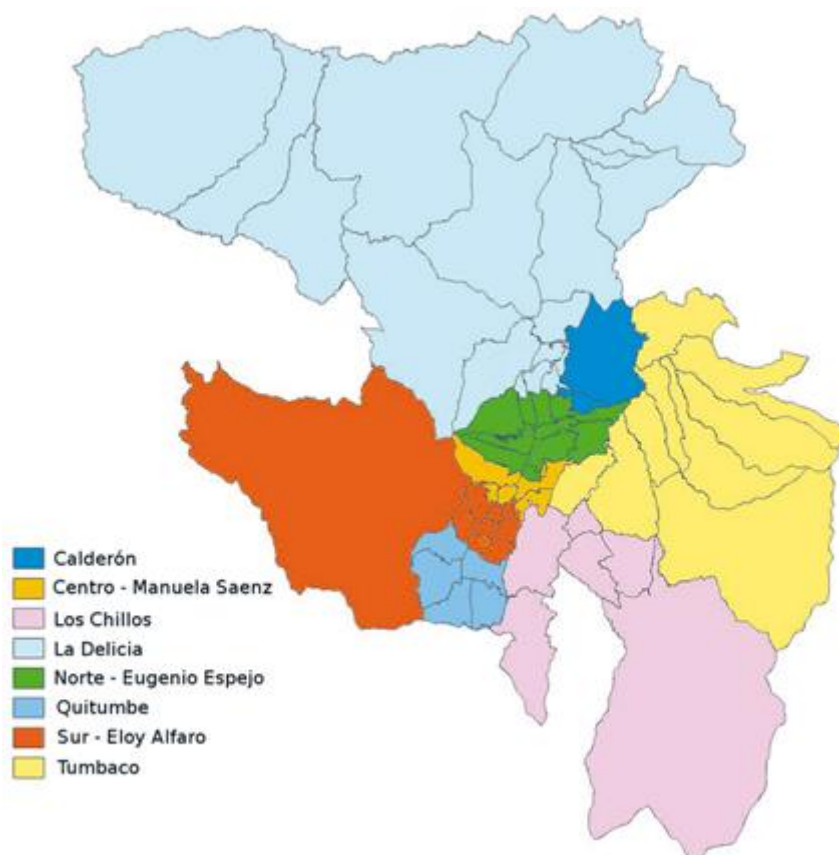 Calderón
Centro - Manuela Saenz
Los Chillos
La Delicia
Norte - Eugenio Espejo
Quitumbe
Sur - Eloy Alfaro
Tumbaco